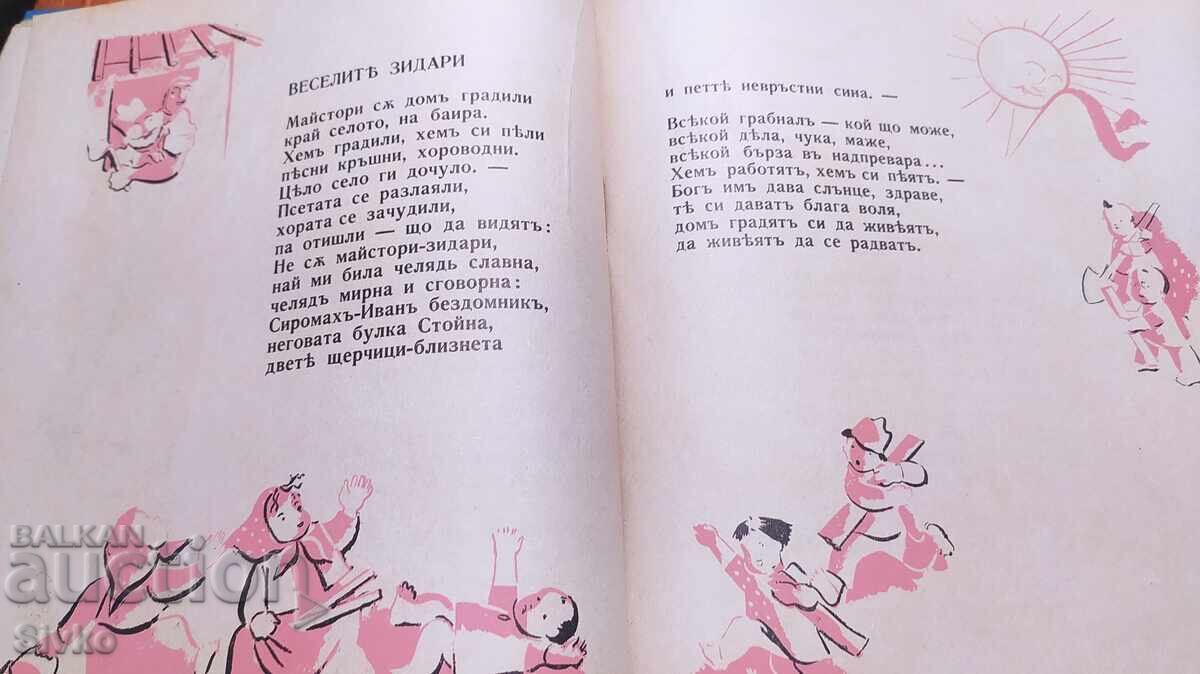 ВЕСЕЛИТѢ ЗИДАРИ
Майстори сѫ домъ градили
край селото, на баира.
Хемъ градили, хемъ си пѣли
пѣсни кръшни, хороводни.
Цѣло село ги дочуло. —
Псетата се разлаяли,
хората се зачудили,
па отишли — що да видятъ:
Не сѫ майстори-зидари,
най ми била челядь славна,
челядь мирна и сговорна:
Сиромахъ-Иванъ бездомникъ,
неговата булка Стойна,
дветѣ щерчици-близнета
и петтѣ невръстни сина. —
Всѣкой грабналъ — кой що може,
всѣкой дѣла, чука, маже,
всѣкой бърза въ надпревара...
Хемъ работятъ, хемъ си пѣятъ. —
Богъ имъ дава слънце, здраве,
тѣ си даватъ блага воля,
домъ градятъ си да живѣятъ,
да живѣятъ да се радватъ.
BALKAN
auction
Sivko